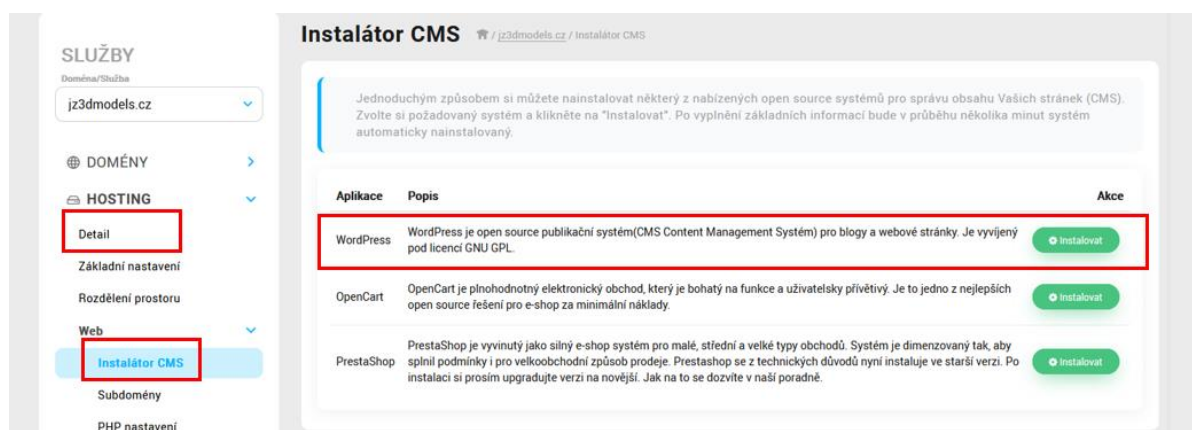 SLUŽBY
Doména/Služba
jz3dmodels.cz
DOMÉNY
HOSTING
Detail
Základní nastavení
Rozdělení prostoru
Web
Instalátor CMS
Subdomény
PHP nastavení
Instalátor CMS / jz3dmodels.cz / Instalátor CMS
Jednoduchým způsobem si můžete nainstalovat některý z nabízených open source systémů pro správu obsahu Vašich stránek (CMS).
Zvolte si požadovaný systém a klikněte na "Instalovat". Po vyplnění základních informací bude v průběhu několika minut systém
automaticky nainstalovaný.
Aplikace Popis Akce
WordPress WordPress je open source publikační systém(CMS Content Management Systém) pro blogy a webové stránky. Je vyvíjený
pod licencí GNU GPL. Instalovat
OpenCart OpenCart je plnohodnotný elektronický obchod, který je bohatý na funkce a uživatelsky přívětivý. Je to jedno z nejlepších
open source řešení pro e-shop za minimální náklady. Instalovat
PrestaShop je vyvinutý jako silný e-shop systém pro malé, střední a velké typy obchodů. Systém je dimenzovaný tak, aby
PrestaShop splnil podmínky i pro velkoobchodní způsob prodeje. Prestashop se z technických důvodů nyní instaluje ve starší verzi. Po Instalovat
instalaci si prosím upgradujte verzi na novější. Jak na to se dozvíte v naší poradně.